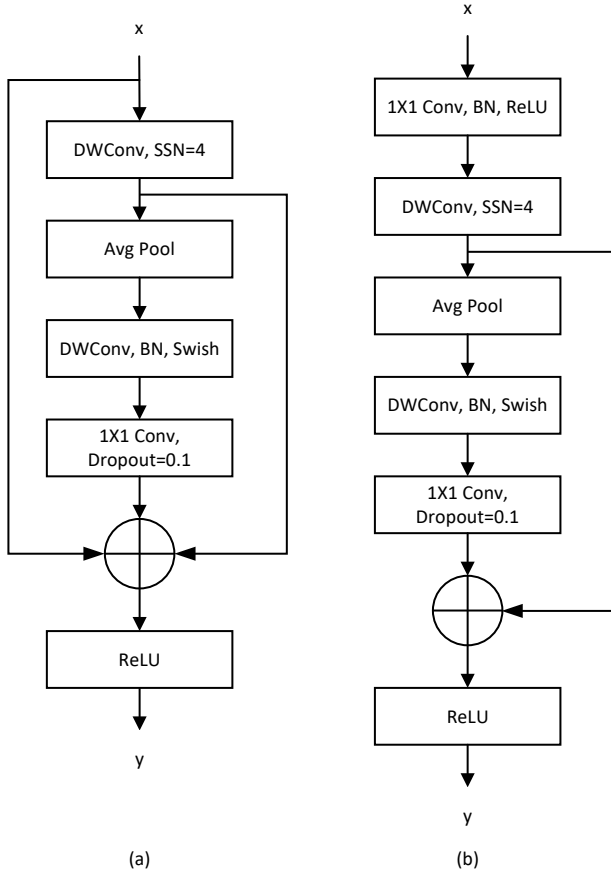 x
DWConv, SSN=4
Avg Pool
DWConv, BN, Swish
1X1 Conv,
Dropout=0.1
ReLU
y
(a)
x
1X1 Conv, BN, ReLU
DWConv, SSN=4
Avg Pool
DWConv, BN, Swish
1X1 Conv,
Dropout=0.1
ReLU
y
(b)